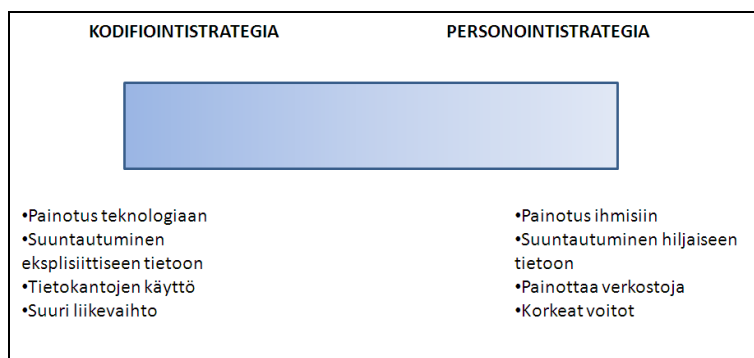 KODIFIOINTISTRATEGIA
PERSONOINTISTRATEGIA
•Painotus teknologiaan
•Suuntautuminen
eksplisiittiseen tietoon
•Tietokantojen käyttö
•Suuri liikevaihto
•Painotus ihmisiin
•Suuntautuminen hiljaiseen
tietoon
•Painottaa verkostoja
•Korkeat voitot